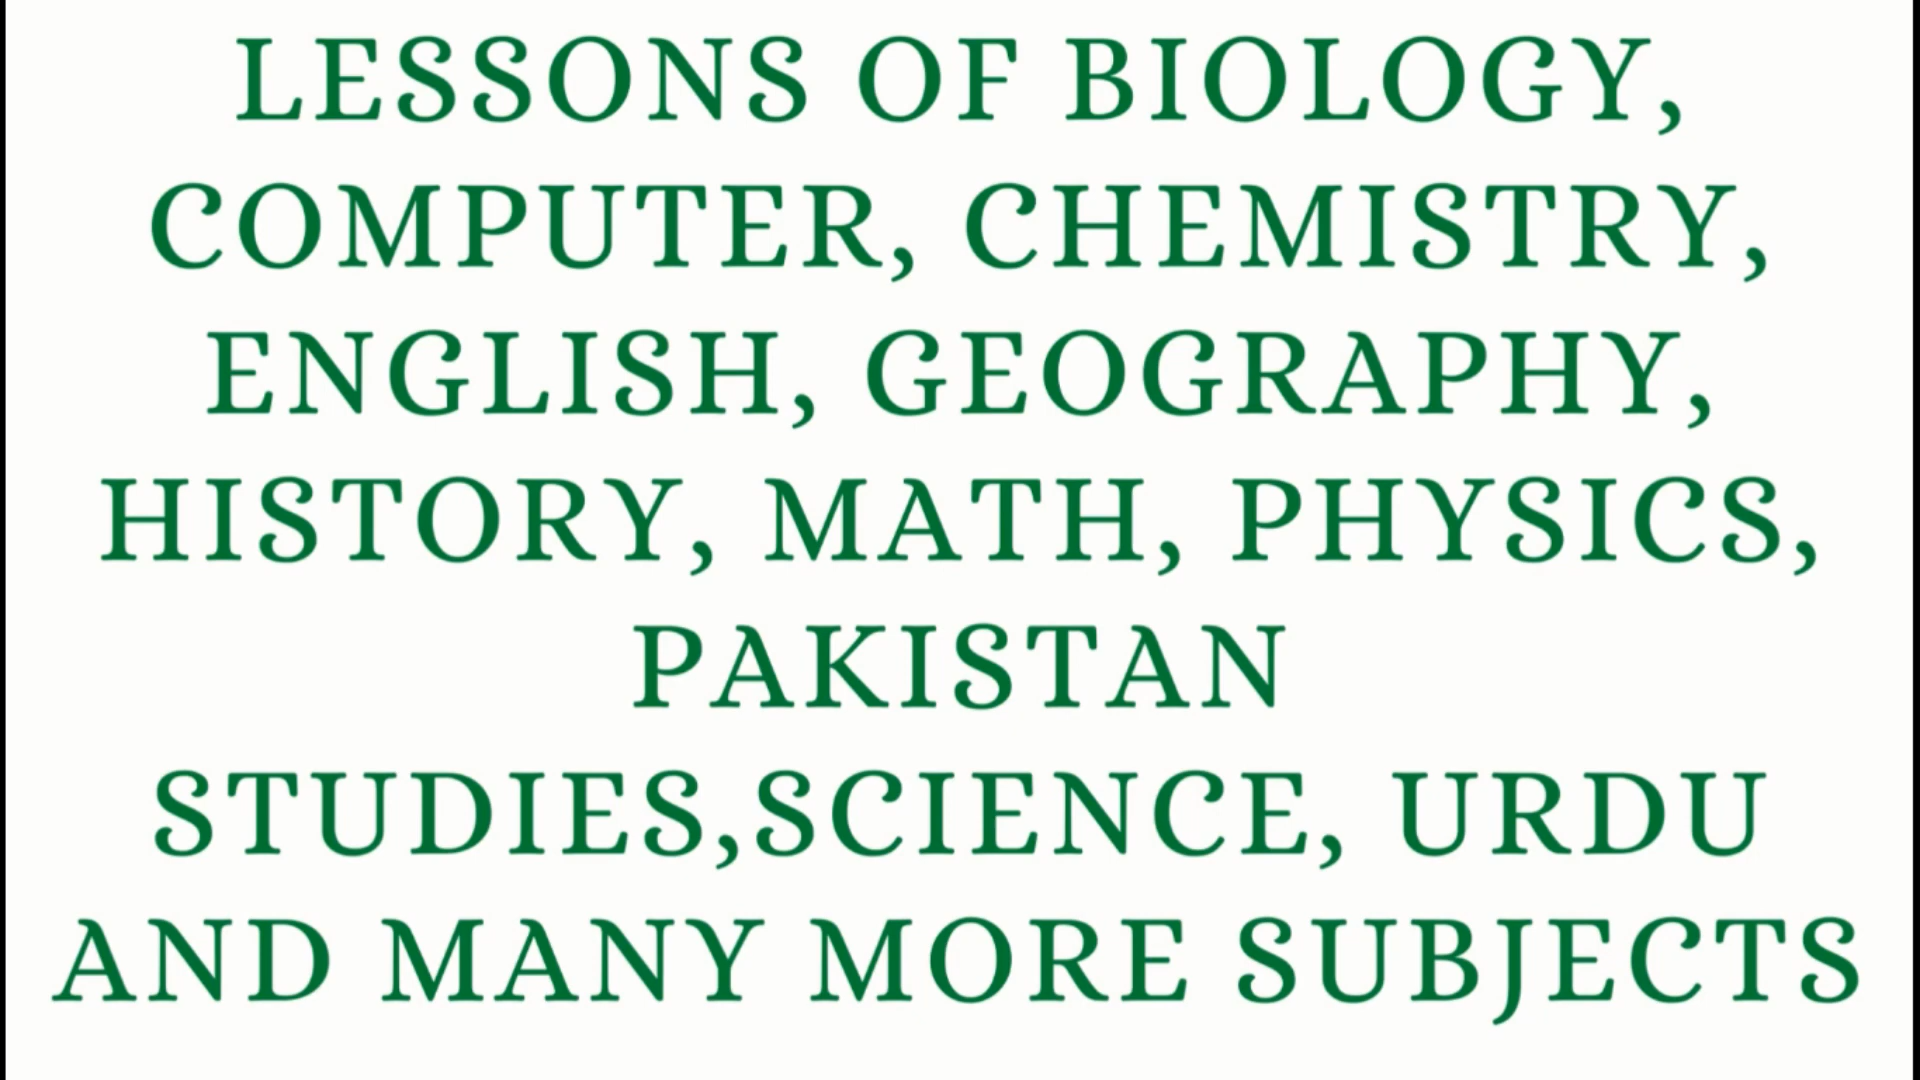 LESSONS OF BIOLOGY,
COMPUTER, CHEMISTRY,
ENGLISH, GEOGRAPHY,
HISTORY, MATH, PHYSICS,
PAKISTAN
STUDIES,SCIENCE, URDU
AND MANY MORE SUBJECTS